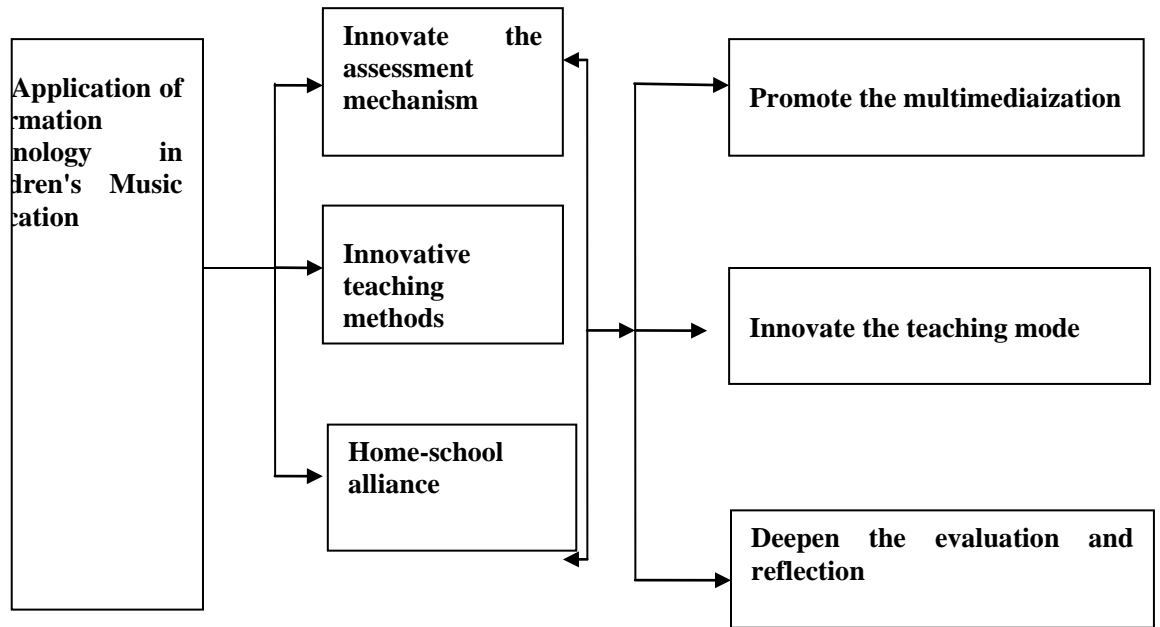 Application of
rmation
nology in
dren's Music
cation
Innovate the
assessment
mechanism
Innovative
teaching
methods
Home-school
alliance
Promote the multimediaization
Innovate the teaching mode
Deepen the evaluation and
reflection